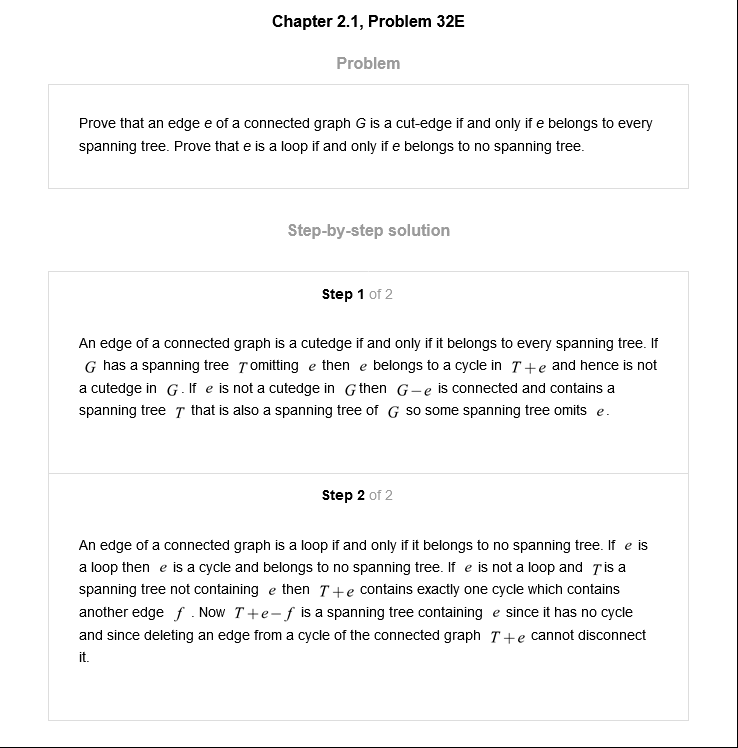 Chapter 2.1, Problem 32E
Problem
Prove that an edge e of a connected graph G is a cut-edge if and only if e belongs to every
spanning tree. Prove that e is a loop if and only if e belongs to no spanning tree.
Step-by-step solution
Step 1 of 2
An edge of a connected graph is a cutedge if and only if it belongs to every spanning tree. If
G has a spanning tree T omitting e then e belongs to a cycle in T+e and hence is not
a cutedge in G. If e is not a cutedge in G then G−e is connected and contains a
spanning tree T that is also a spanning tree of G so some spanning tree omits e.
Step 2 of 2
An edge of a connected graph is a loop if and only if it belongs to no spanning tree. If e is
a loop then e is a cycle and belongs to no spanning tree. If e is not a loop and T is a
spanning tree not containing e then T+e contains exactly one cycle which contains
another edge f . Now T+e−f is a spanning tree containing e since it has no cycle
and since deleting an edge from a cycle of the connected graph T+e cannot disconnect
it.